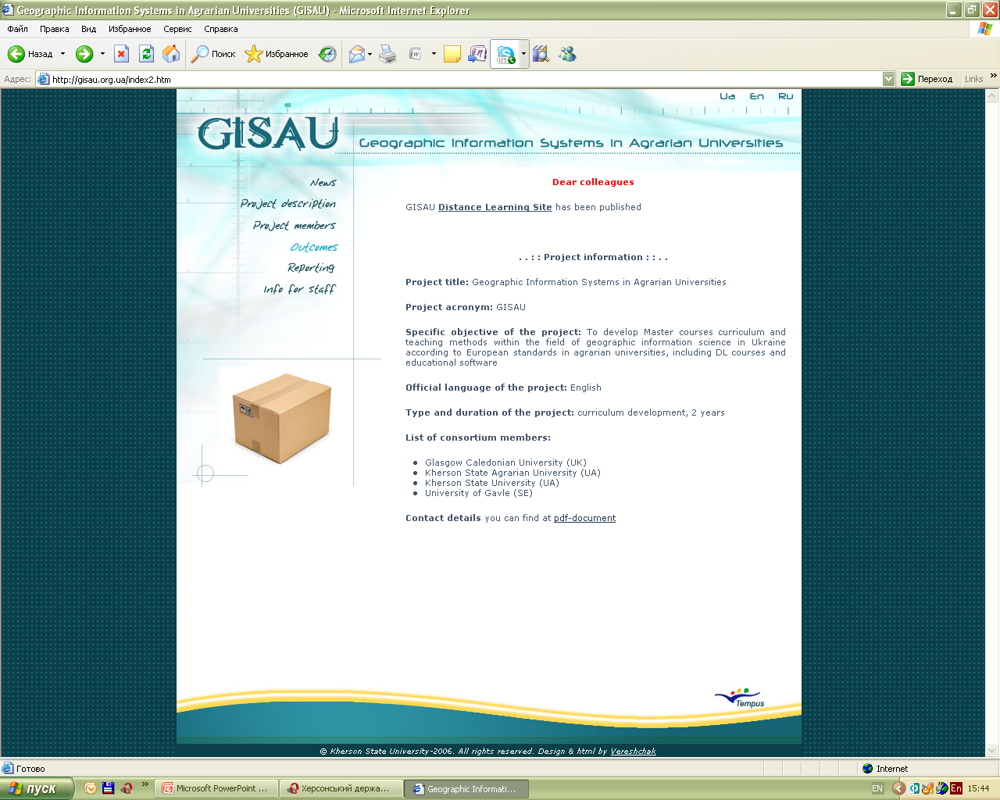 Geographic Information Systems in Agrarian Universities (GISAU) - Microsoft Internet Explorer
Файл Правка Вид Избранное Сервис Справка
Назад Поиск Избранное
Адрес: http://gisau.org.ua/index2.htm Переход Links »
Ua En Ru
05
GISAU
Geographic Information Systems in Agrarian Universities
News
Project description
Project members
Outcomes
Reporting
Info for staff
Dear colleagues
GISAU Distance Learning Site has been published
. . : : Project information : : . .
Project title: Geographic Information Systems in Agrarian Universities
Project acronym: GISAU
Specific objective of the project: To develop Master courses curriculum and
teaching methods within the field of geographic information science in Ukraine
according to European standards in agrarian universities, including DL courses and
educational software
Official language of the project: English
Type and duration of the project: curriculum development, 2 years
List of consortium members:
• Glasgow Caledonian University (UK)
• Kherson State Agrarian University (UA)
• Kherson State University (UA)
• University of Gavle (SE)
Contact details you can find at pdf-document
Tempus
© Kherson State University-2006. All rights reserved. Design & html by Vereshchak
Готово Internet
пуск » Microsoft PowerPoint ... Херсонський держа... Geographic Informati... EN En 15:44